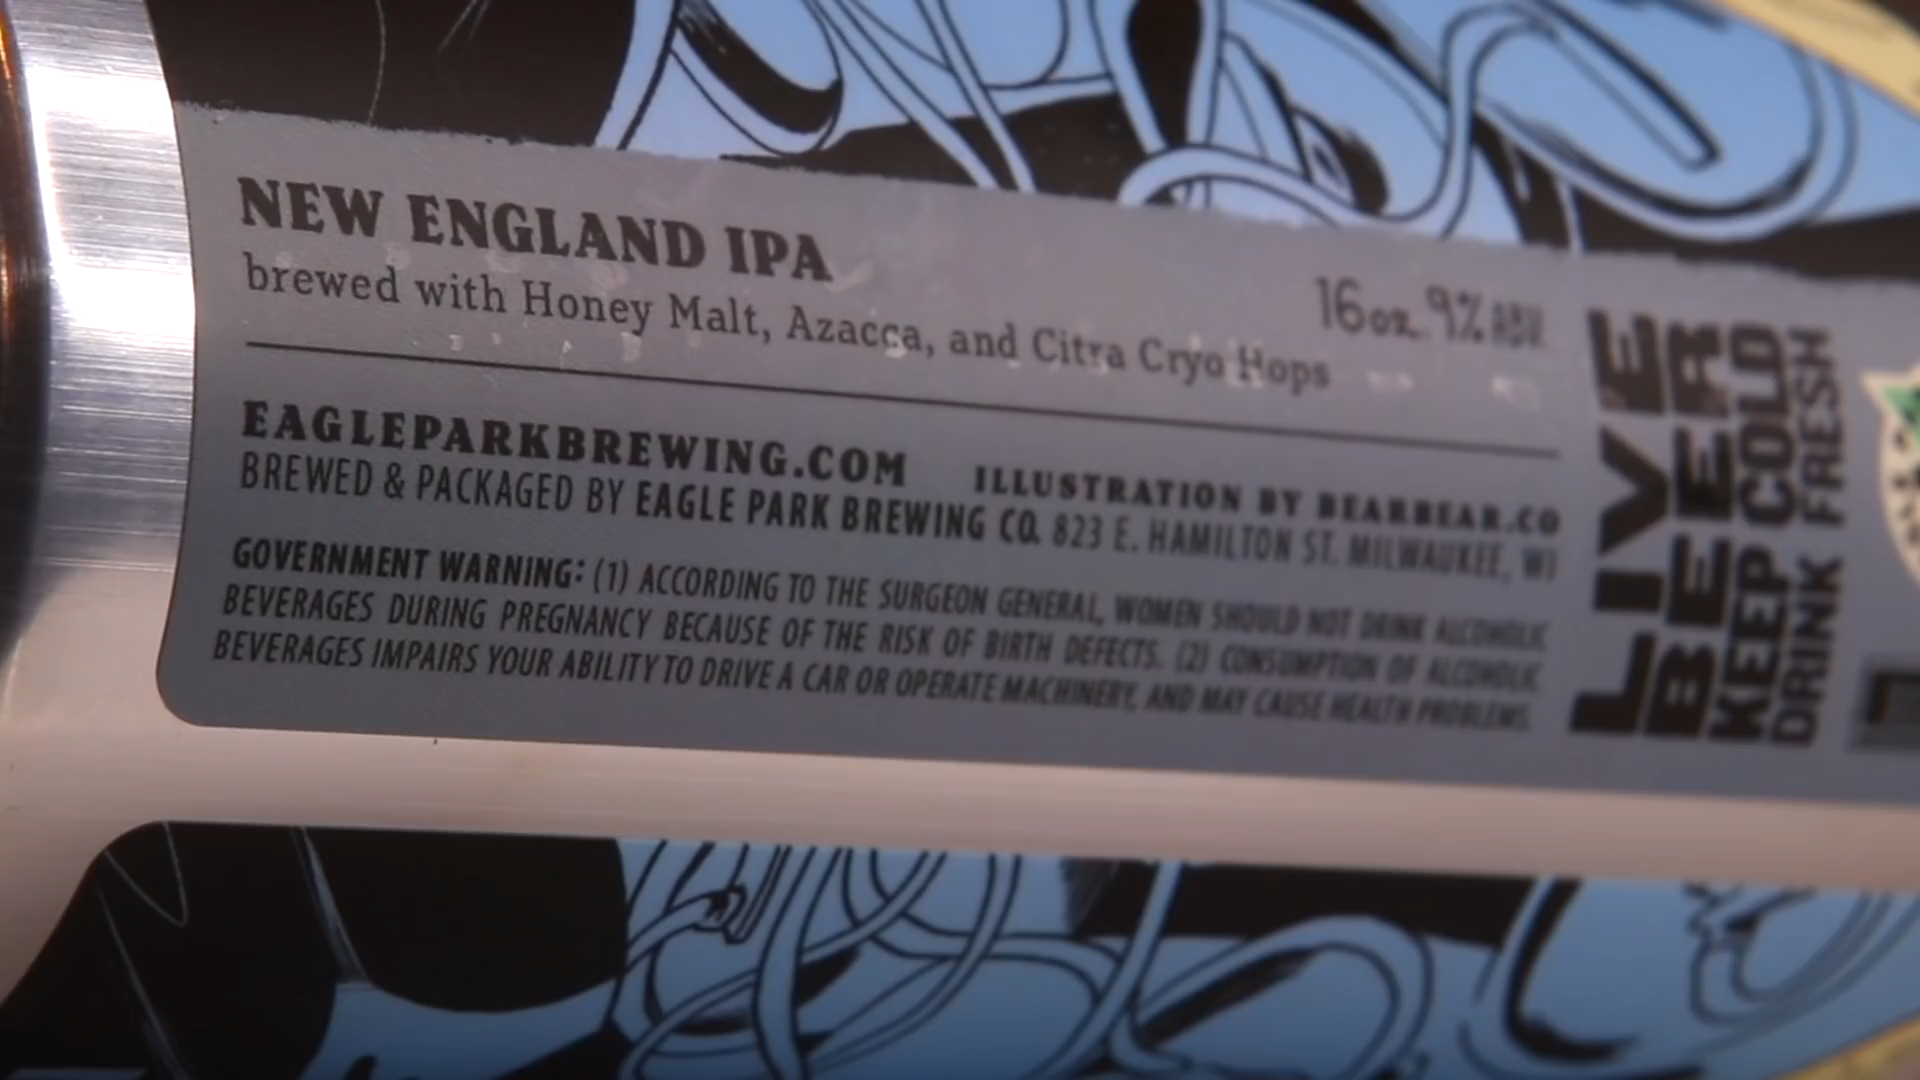 NEW ENGLAND IPA
brewed with Honey Malt, Azacca, and Citra Cryo Hops
16oz. 9% ABV
EAGLEPARKBREWING.COM
ILLUSTRATION BY BEARBEAR.CO
BREWED & PACKAGED BY EAGLE PARK BREWING CO. 823 E. HAMILTON ST. MILWAUKEE, WI
GOVERNMENT WARNING: (1) ACCORDING TO THE SURGEON GENERAL, WOMEN SHOULD NOT DRINK ALCOHOLIC
BEVERAGES DURING PREGNANCY BECAUSE OF THE RISK OF BIRTH DEFECTS. (2) CONSUMPTION OF ALCOHOLIC
BEVERAGES IMPAIRS YOUR ABILITY TO DRIVE A CAR OR OPERATE MACHINERY, AND MAY CAUSE HEALTH PROBLEMS.
LIVE
BEER
KEEP COLD
DRINK FRESH